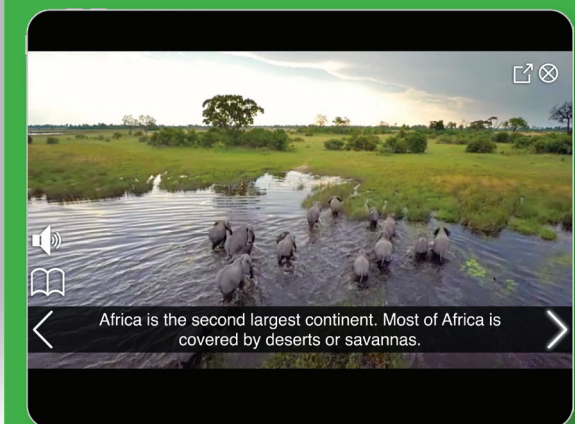 Africa is the second largest continent. Most of Africa is
covered by deserts or savannas.